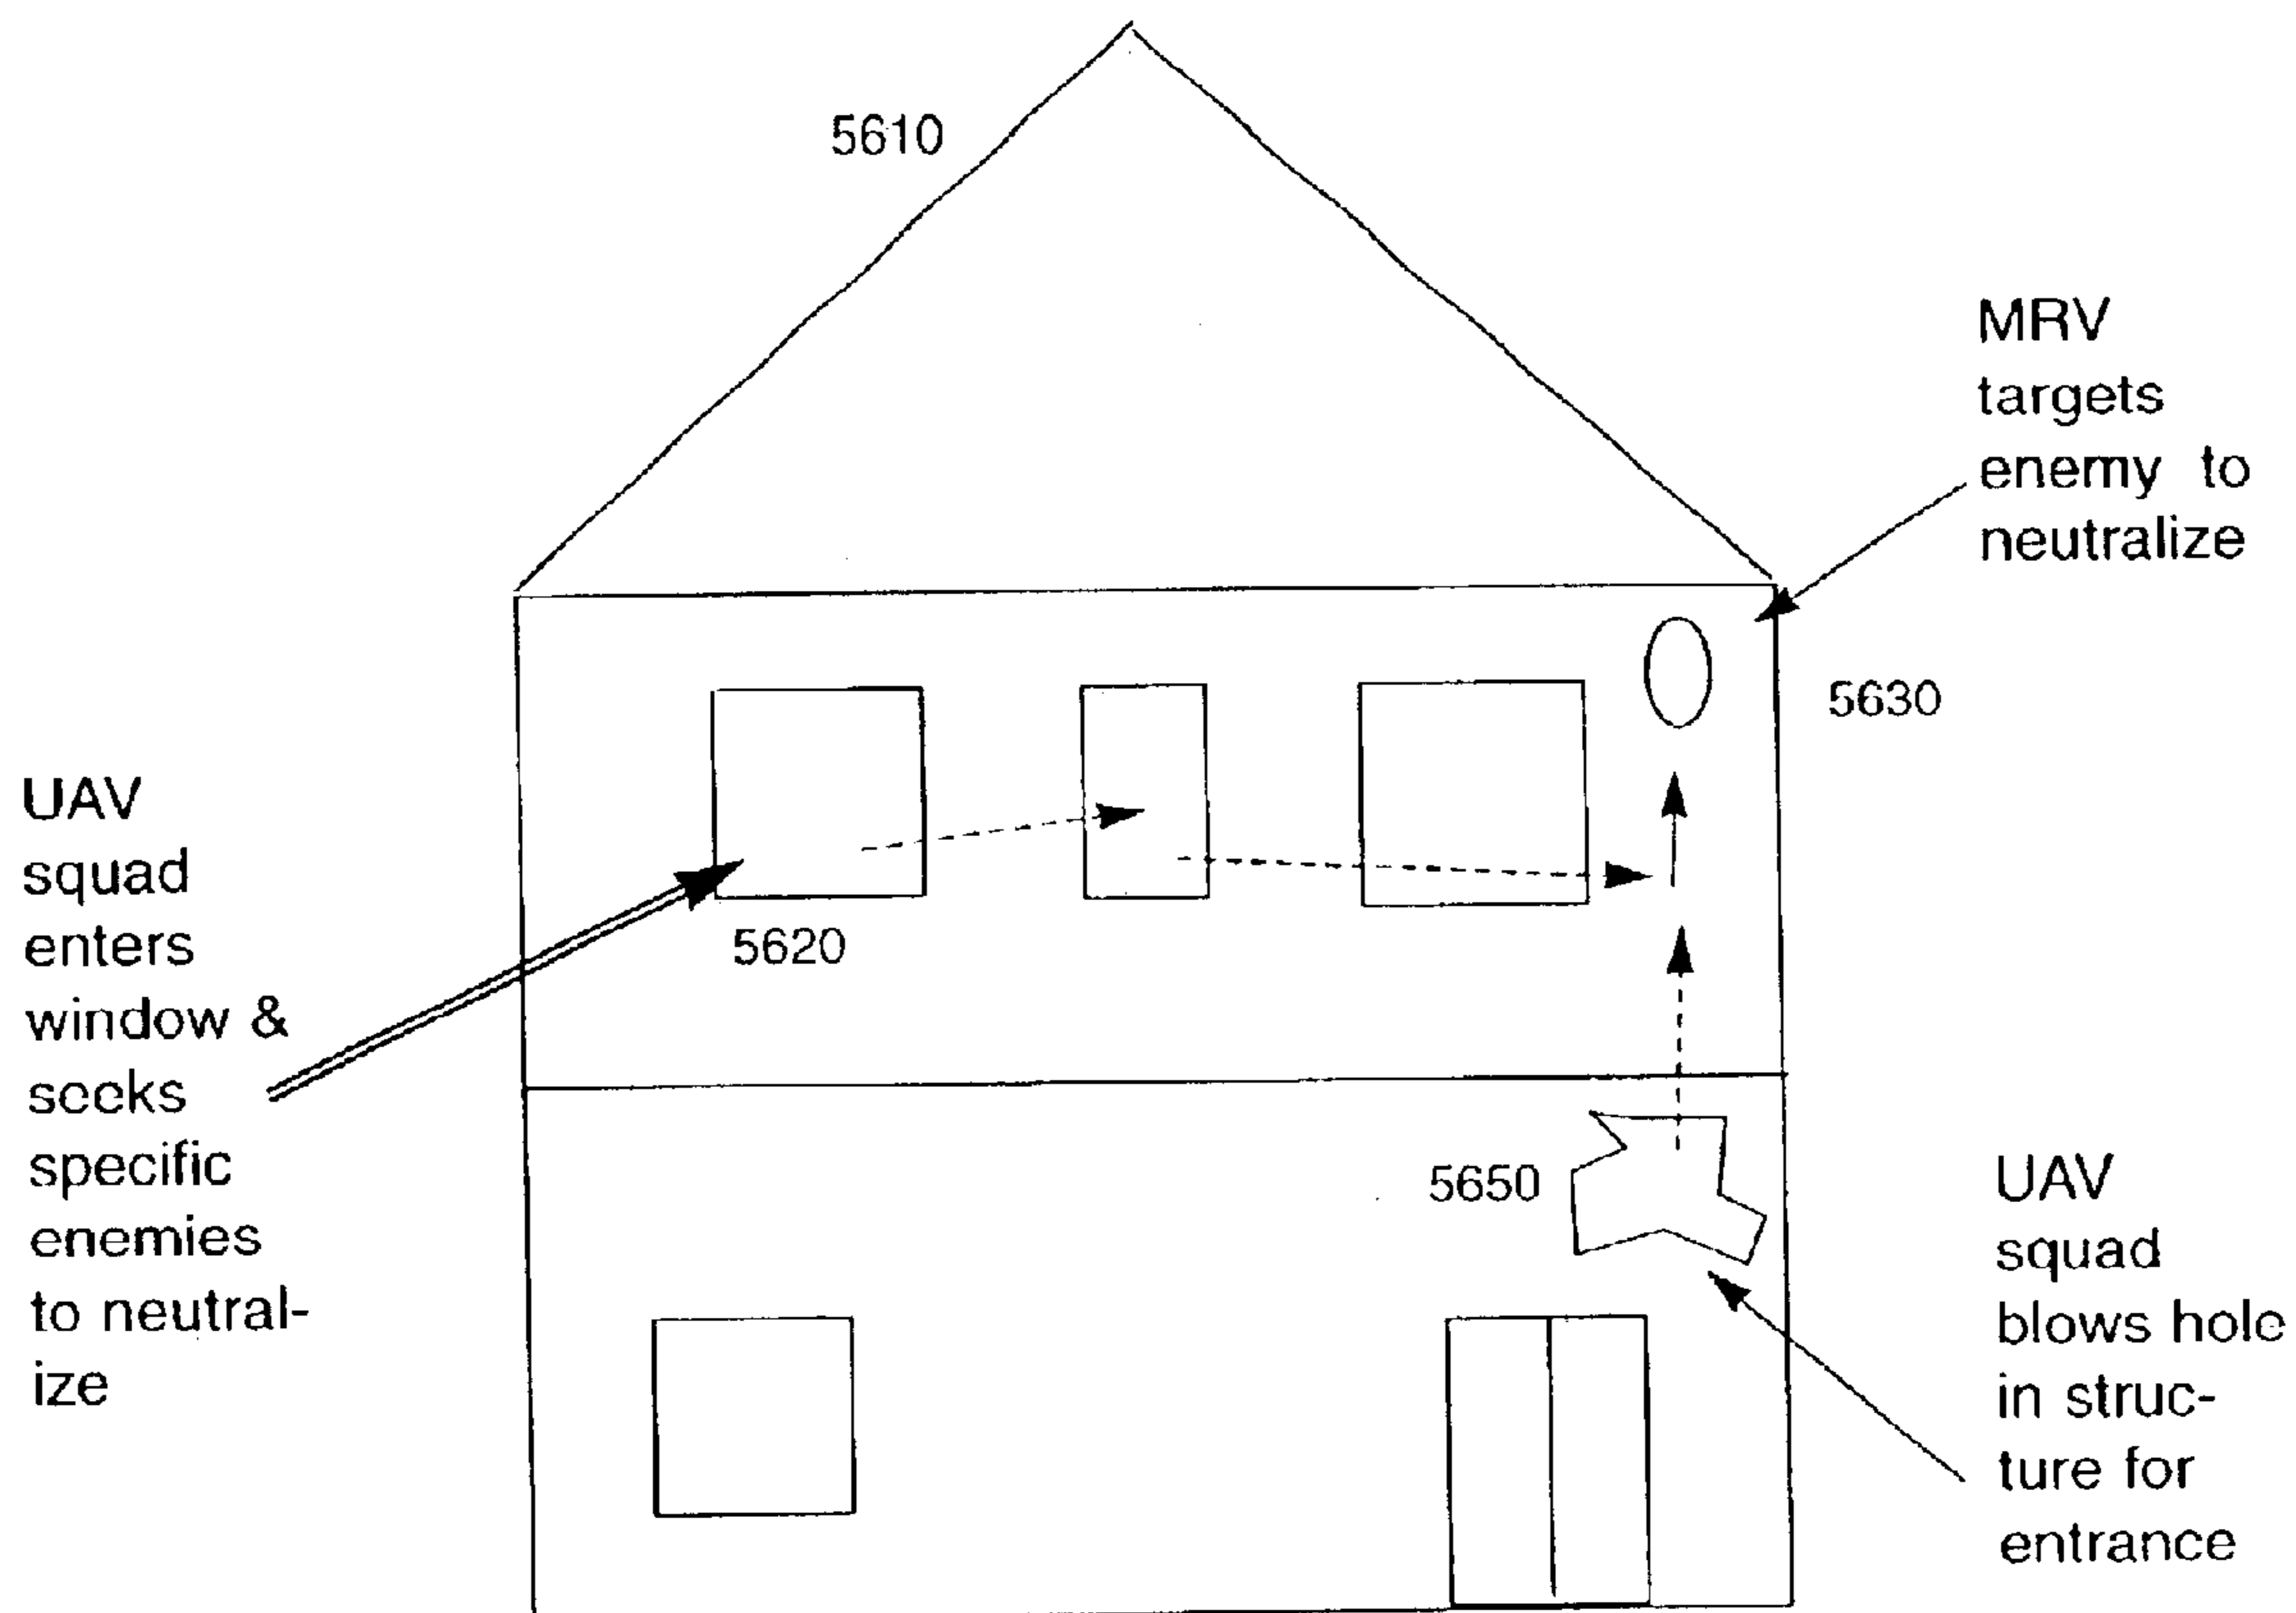 5610
MRV
targets
enemy to
neutralize
5630
UAV
squad
enters
window &
seeks
specific
enemies
to neutral-
ize
5620
5650
UAV
squad
blows hole
in struc-
ture for
entrance